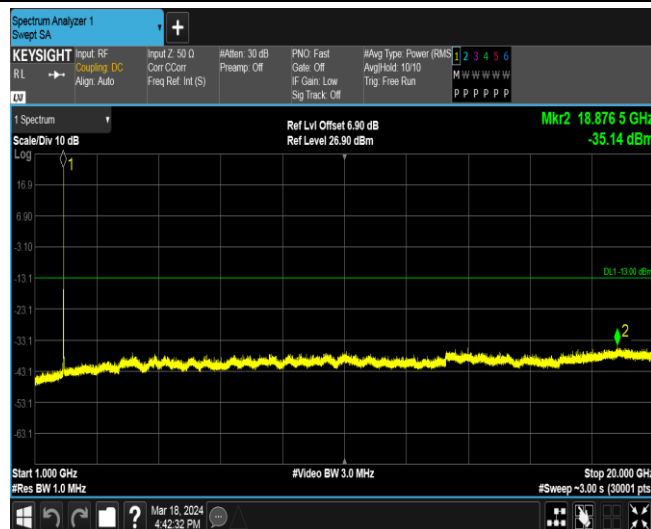 Spectrum Analyzer 1
Swept SA
+
KEYSIGHT
RL
LXI
Input: RF
Coupling: DC
Align: Auto
Input Z: 50 Ω
Corr CCorr
Freq Ref: Int (S)
#Atten: 30 dB
Preamp: Off
PNO: Fast
Gate: Off
IF Gain: Low
Sig Track: Off
#Avg Type: Power (RMS
Avg|Hold: 10/10
Trig: Free Run
1 2 3 4 5 6
M W W W W W
P P P P P P
1 Spectrum
Scale/Div 10 dB
Ref Lvl Offset 6.90 dB
Ref Level 26.90 dBm
Mkr2 18.876 5 GHz
-35.14 dBm
Log
1
16.9
6.90
-3.10
-13.1
DL1 -13.00 dBm
-23.1
2
-33.1
-43.1
-53.1
-63.1
Start 1.000 GHz
#Video BW 3.0 MHz
Stop 20.000 GHz
#Res BW 1.0 MHz
#Sweep ~3.00 s (30001 pts)
?
Mar 18, 2024
4:42:32 PM